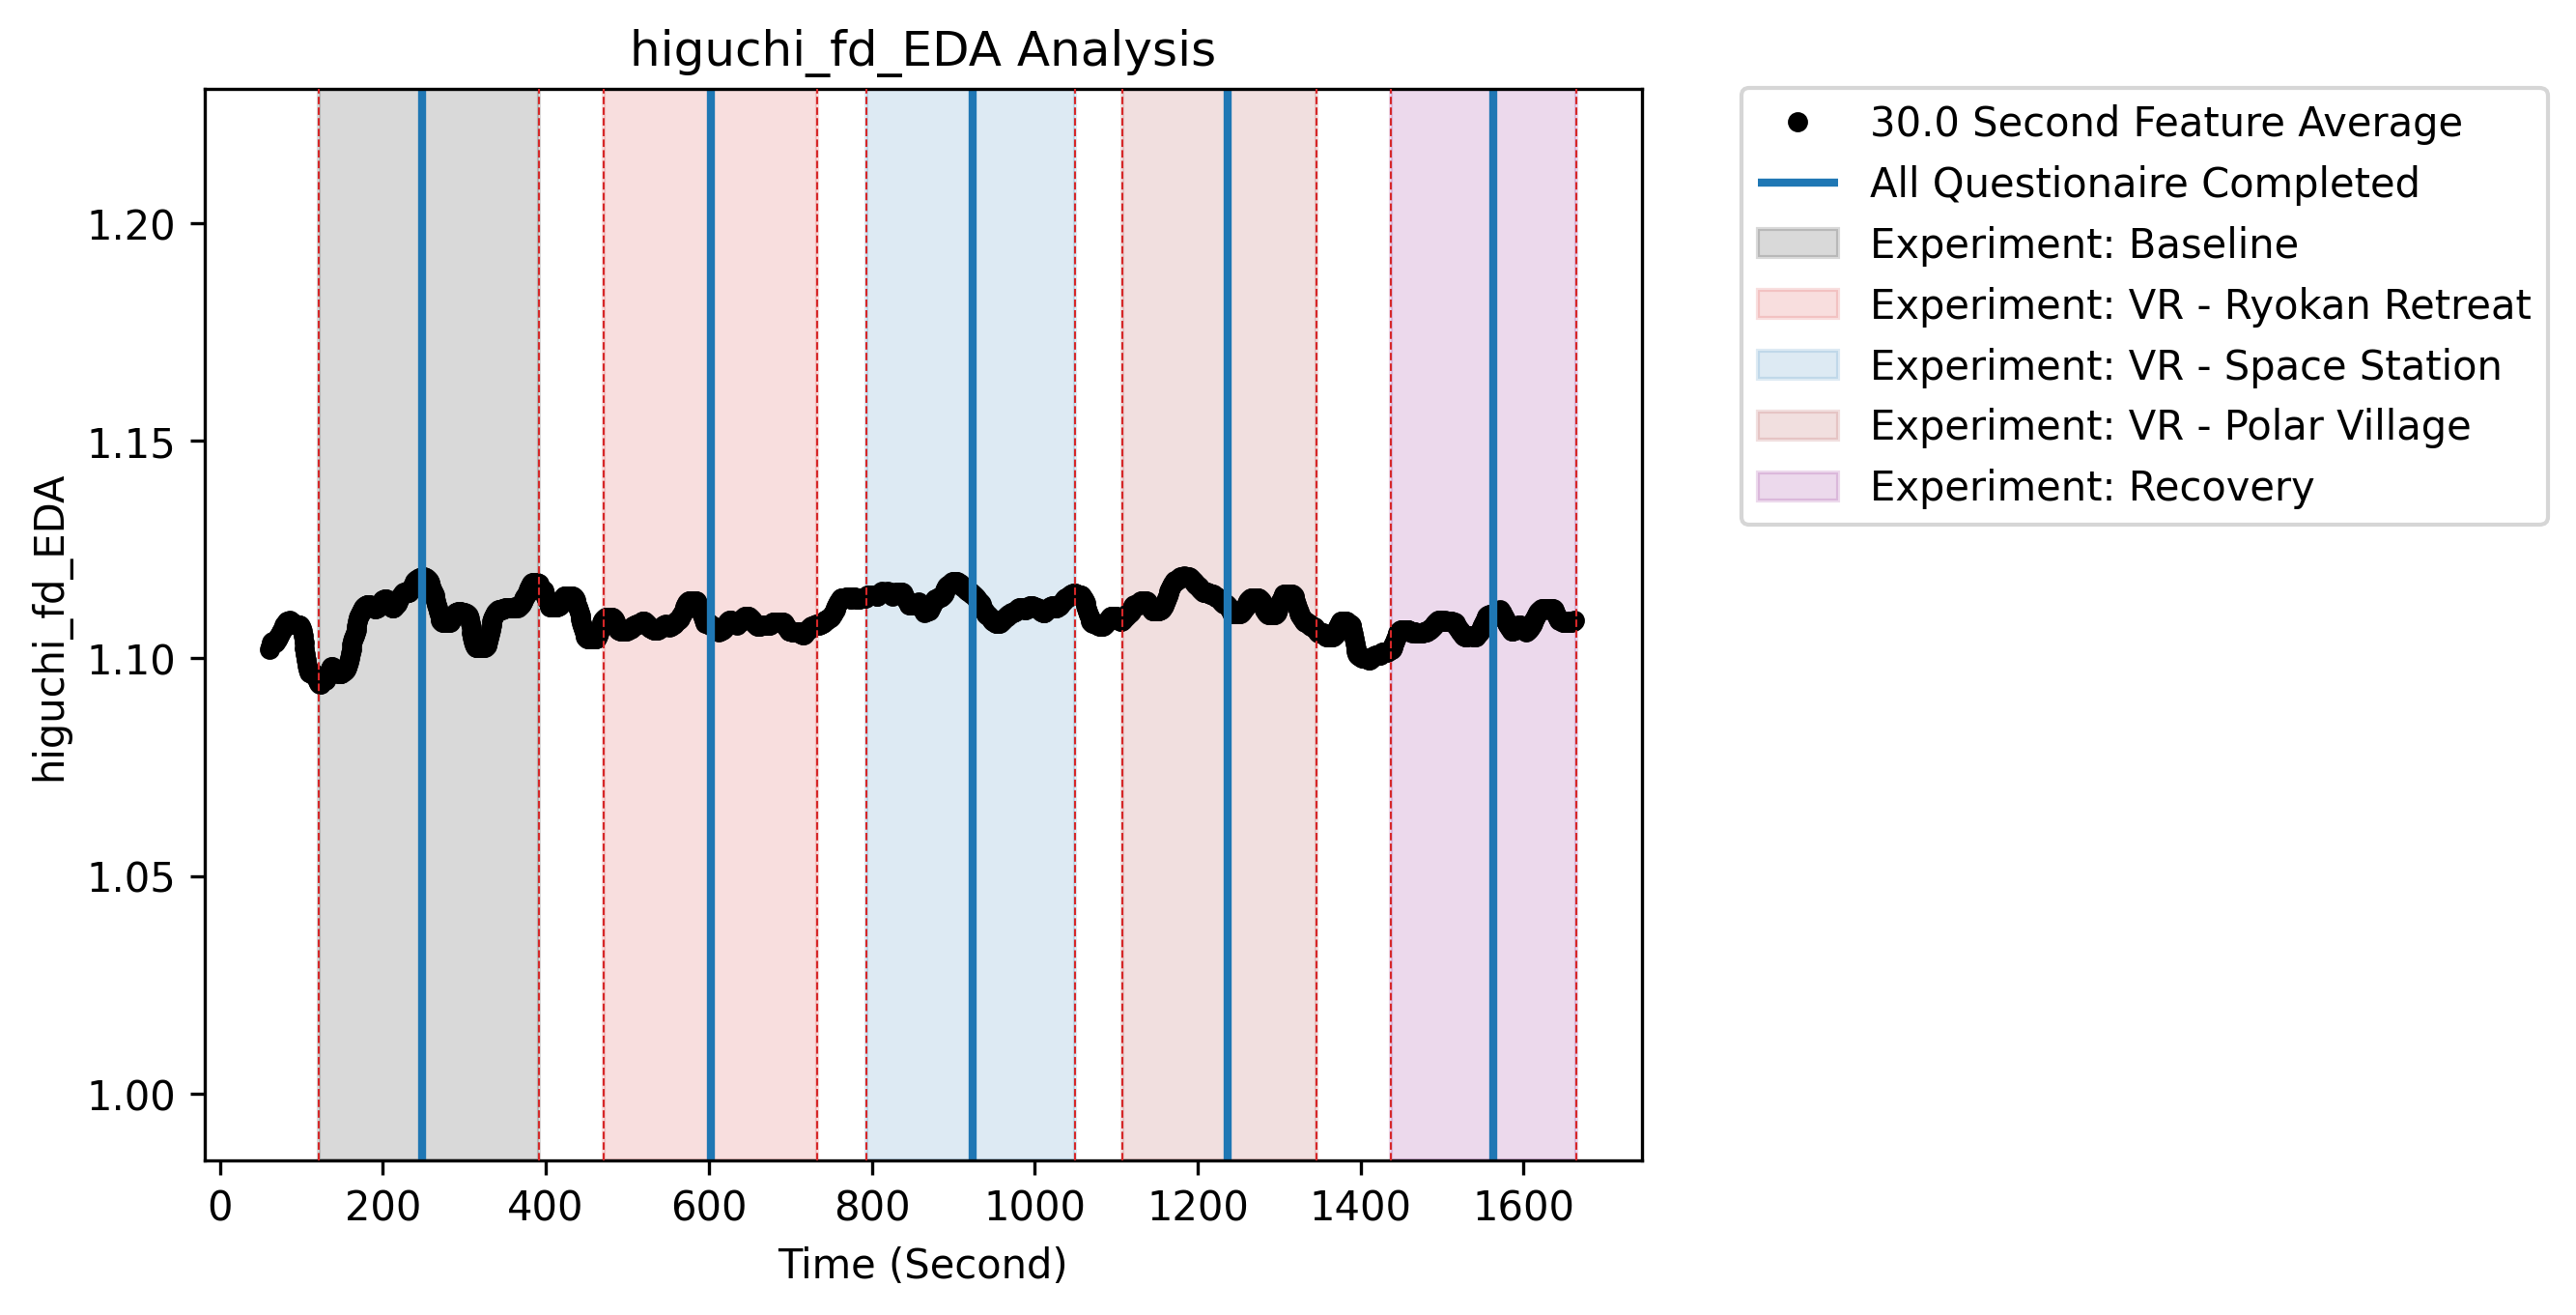 higuchi_fd_EDA Analysis
higuchi_fd_EDA
1.20
1.15
1.10
1.05
1.00
0
200
400
600
800
1000
1200
1400
1600
Time (Second)
30.0 Second Feature Average
All Questionaire Completed
Experiment: Baseline
Experiment: VR - Ryokan Retreat
Experiment: VR - Space Station
Experiment: VR - Polar Village
Experiment: Recovery